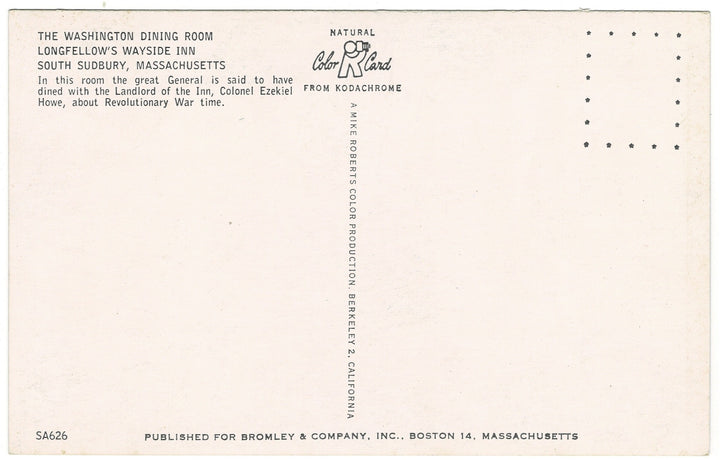 THE WASHINGTON DINING ROOM
LONGFELLOW'S WAYSIDE INN
SOUTH SUDBURY, MASSACHUSETTS
In this room the great General is said to have
dined with the Landlord of the Inn, Colonel Ezekiel
Howe, about Revolutionary War time.
NATURAL
Color Card
FROM KODACHROME
A MIKE ROBERTS COLOR PRODUCTION. BERKELEY 2, CALIFORNIA
SA626
PUBLISHED FOR BROMLEY & COMPANY, INC., BOSTON 14, MASSACHUSETTS